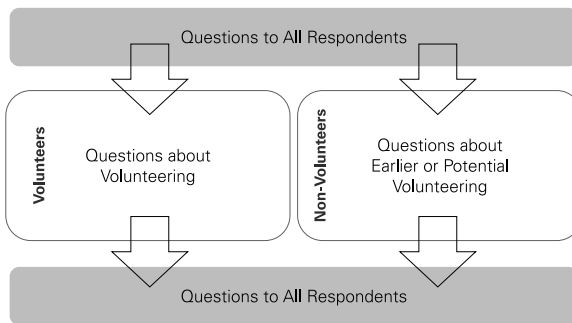 Questions to All Respondents
Volunteers
Questions about
Volunteering
Non-Volunteers
Questions about
Earlier or Potential
Volunteering
Questions to All Respondents